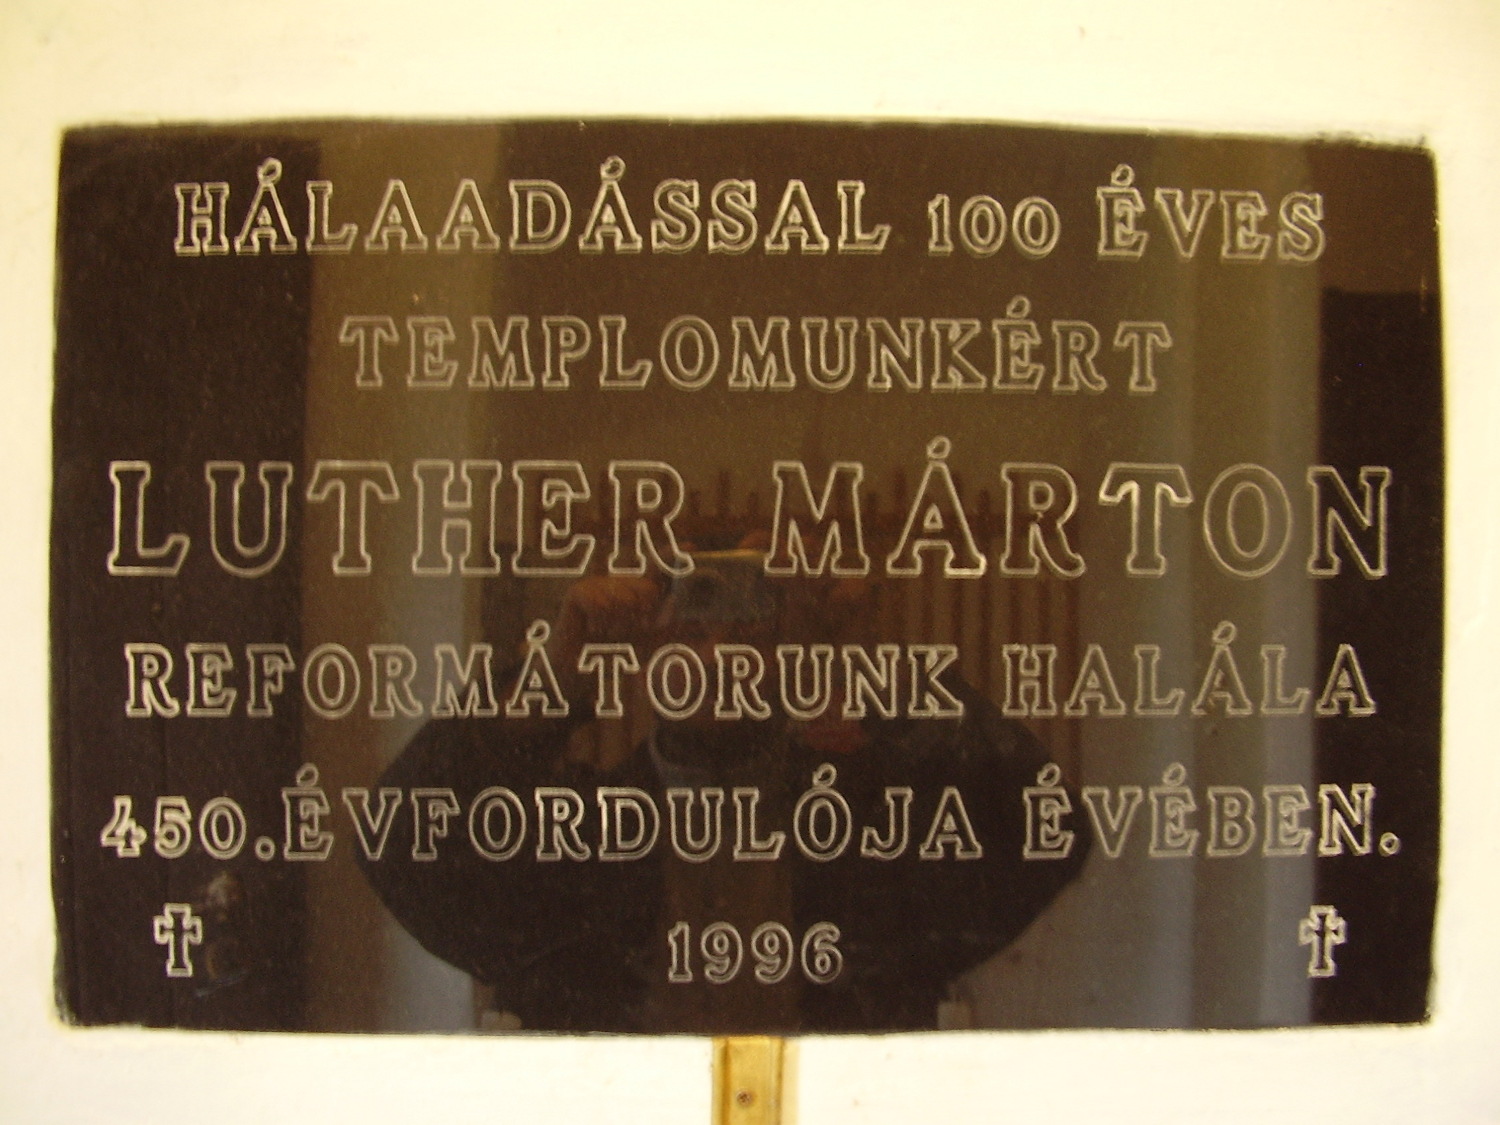 HÁLAADÁSSAL 100 ÉVES
TEMPLOMUNKÉRT
LUTHER MÁRTON
REFORMÁTORUNK HALÁLA
450. ÉVFORDULÓJA ÉVÉBEN.
1996